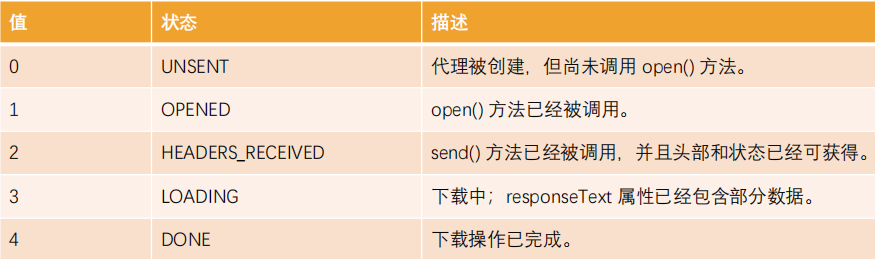 值 状态 描述
0 UNSENT 代理被创建，但尚未调用 open() 方法。
1 OPENED open() 方法已经被调用。
2 HEADERS_RECEIVED send() 方法已经被调用，并且头部和状态已经可获得。
3 LOADING 下载中；responseText 属性已经包含部分数据。
4 DONE 下载操作已完成。